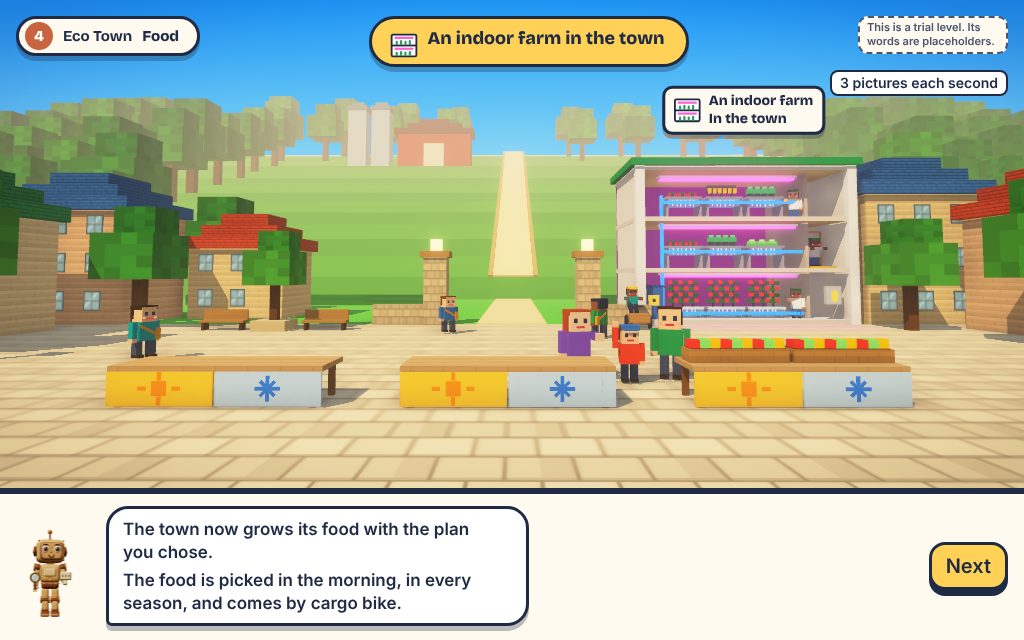 4 Eco Town Food
An indoor farm in the town
This is a trial level. Its
words are placeholders.
3 pictures each second
An indoor farm
In the town
The town now grows its food with the plan
you chose.
The food is picked in the morning, in every
season, and comes by cargo bike.
Next